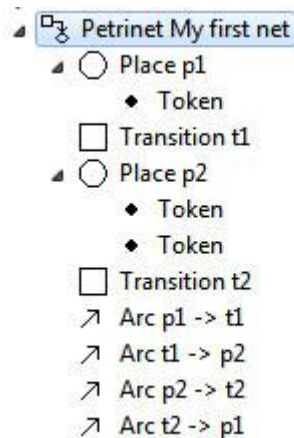 Petrinet My first net
Place p1
Token
Transition t1
Place p2
Token
Token
Transition t2
Arc p1 -> t1
Arc t1 -> p2
Arc p2 -> t2
Arc t2 -> p1